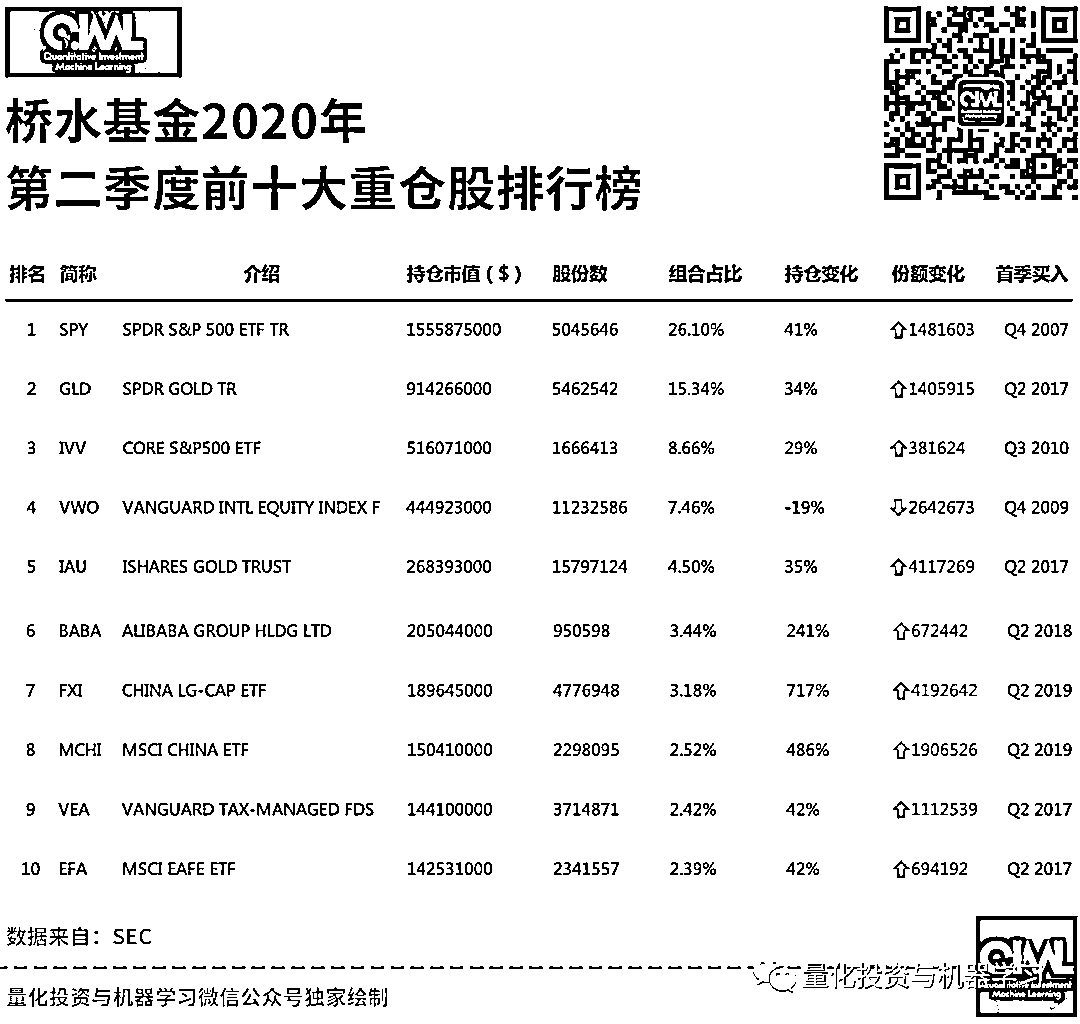 QIML
Quantitative Investment
Machine Learning
QIML
桥水基金2020年
第二季度前十大重仓股排行榜
排名 简称 介绍 持仓市值 ( $ ) 股份数 组合占比 持仓变化 份额变化 首季买入
1 SPY SPDR S&P 500 ETF TR 1555875000 5045646 26.10% 41% ⇧1481603 Q4 2007
2 GLD SPDR GOLD TR 914266000 5462542 15.34% 34% ⇧1405915 Q2 2017
3 IVV CORE S&P500 ETF 516071000 1666413 8.66% 29% ⇧381624 Q3 2010
4 VWO VANGUARD INTL EQUITY INDEX F 444923000 11232586 7.46% -19% ⇩2642673 Q4 2009
5 IAU ISHARES GOLD TRUST 268393000 15797124 4.50% 35% ⇧4117269 Q2 2017
6 BABA ALIBABA GROUP HLDG LTD 205044000 950598 3.44% 241% ⇧672442 Q2 2018
7 FXI CHINA LG-CAP ETF 189645000 4776948 3.18% 717% ⇧4192642 Q2 2019
8 MCHI MSCI CHINA ETF 150410000 2298095 2.52% 486% ⇧1906526 Q2 2019
9 VEA VANGUARD TAX-MANAGED FDS 144100000 3714871 2.42% 42% ⇧1112539 Q2 2017
10 EFA MSCI EAFE ETF 142531000 2341557 2.39% 42% ⇧694192 Q2 2017
数据来自：SEC
量化投资与机器学习
QIML
Quantitative Investment
Machine Learning
量化投资与机器学习微信公众号独家绘制